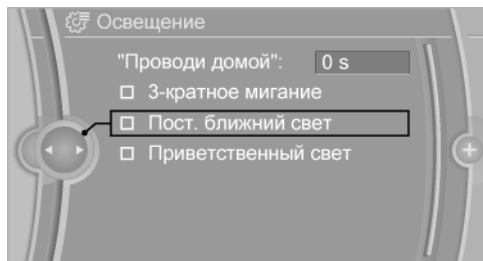 Освещение
"Проводи домой": 0 s
3-кратное мигание
Пост. ближний свет
Приветственный свет